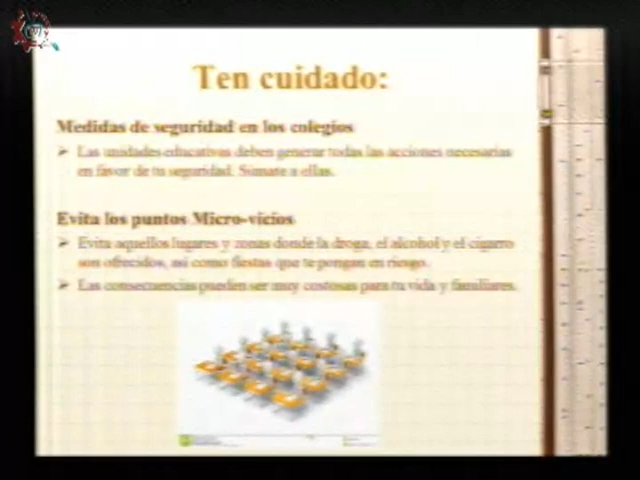 Ten cuidado:
Medidas de seguridad en los colegios
Las unidades educativas deben generar todas las acciones necesarias
en favor de tu seguridad. Súmate a ellas.
Evita los puntos Micro-vicios
Evita aquellos lugares y zonas donde la droga, el alcohol y el cigarro
son ofrecidos, así como fiestas que te pongan en riesgo.
Las consecuencias pueden ser muy costosas para tu vida y familiares.